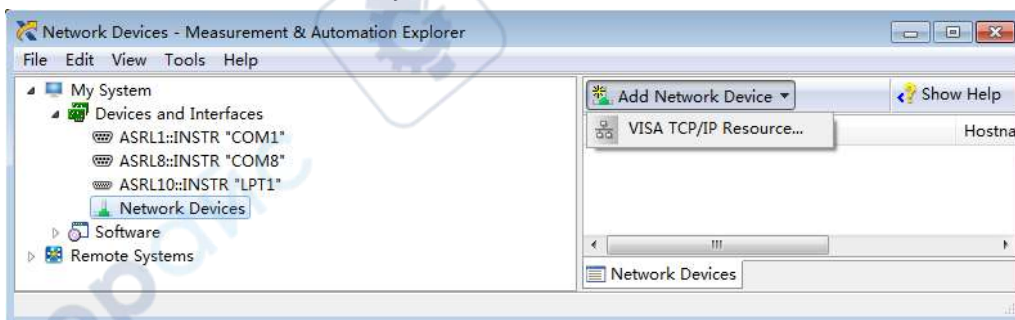 Network Devices - Measurement & Automation Explorer
File Edit View Tools Help
My System
Devices and Interfaces
ASRL1::INSTR "COM1"
ASRL8::INSTR "COM8"
ASRL10::INSTR "LPT1"
Network Devices
Software
Remote Systems
Add Network Device
Show Help
VISA TCP/IP Resource...
Hostna
Network Devices